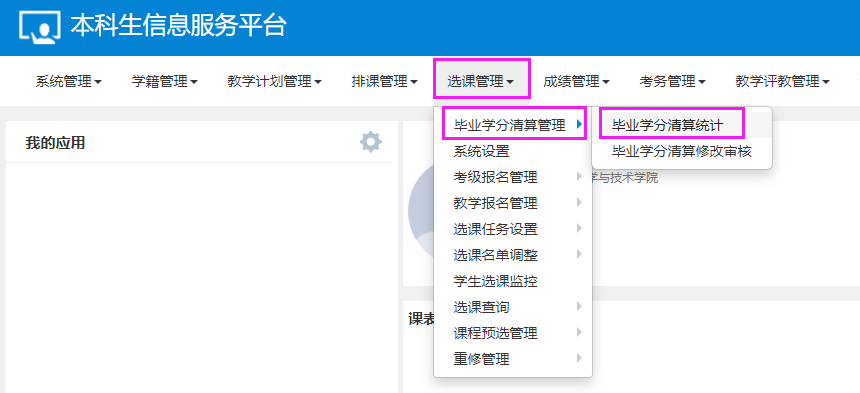 本科生信息服务平台
系统管理 学籍管理 教学计划管理 排课管理 选课管理 成绩管理 考务管理 教学评教管理
我的应用
毕业学分清算管理
系统设置
考级报名管理
教学报名管理
选课任务设置
选课名单调整
学生选课监控
选课查询
课程预选管理
重修管理
毕业学分清算统计
毕业学分清算修改审核
学与技术学院
课表